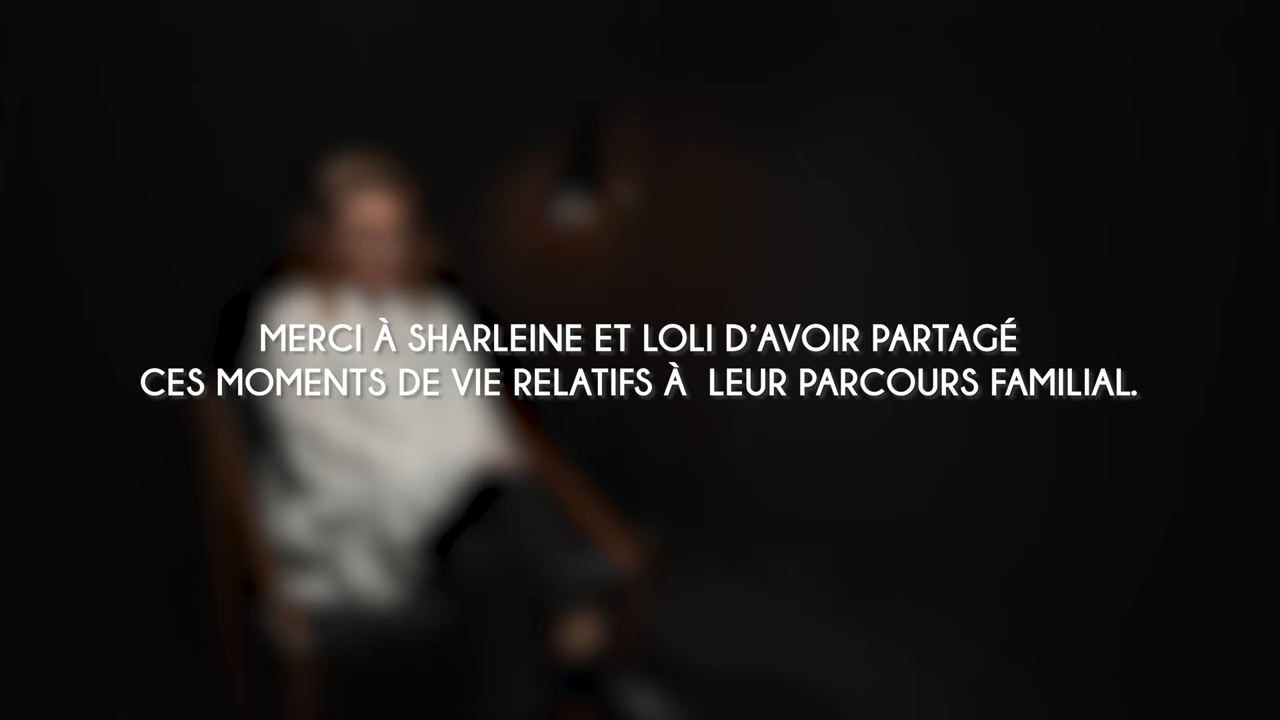 MERCI À SHARLEINE ET LOLI D'AVOIR PARTAGÉ
CES MOMENTS DE VIE RELATIFS À  LEUR PARCOURS FAMILIAL.